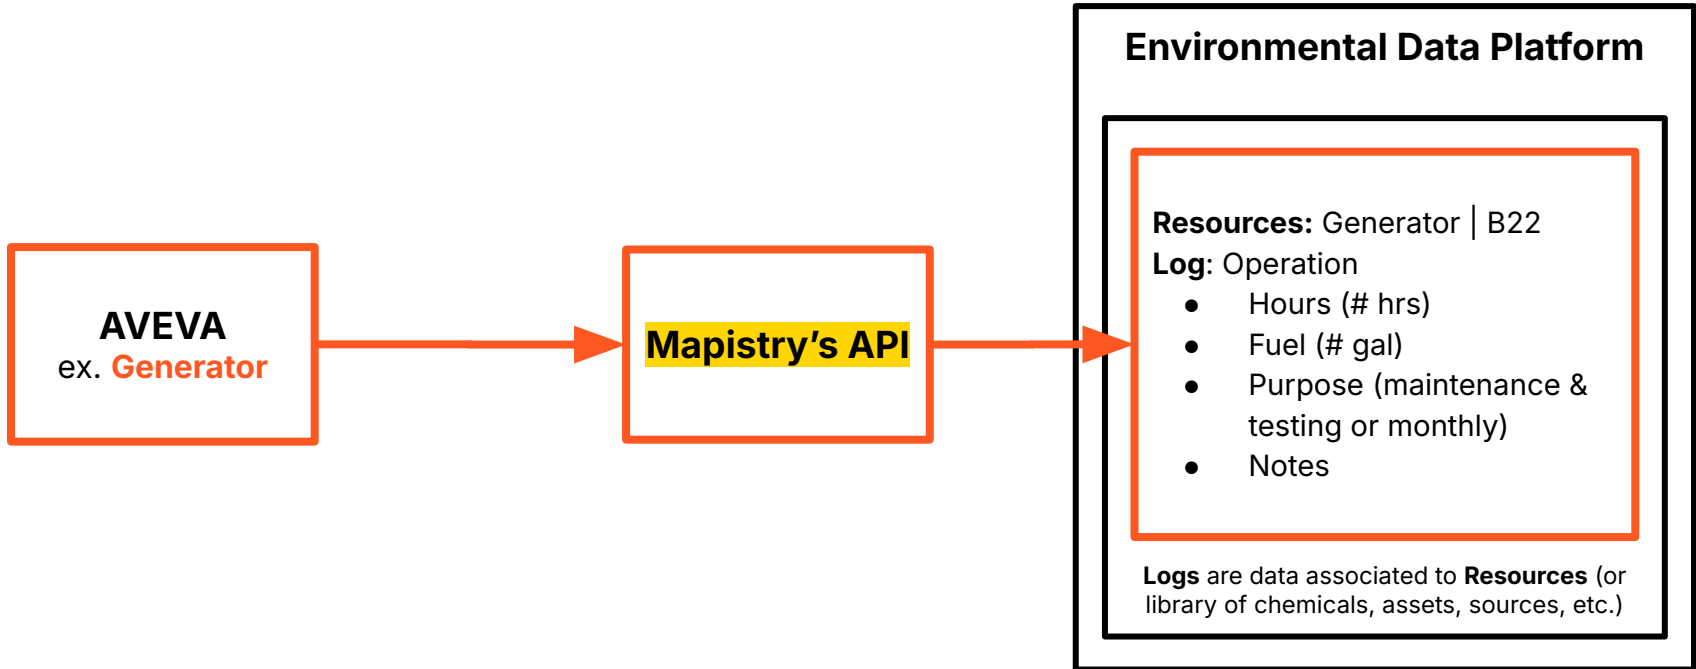 Environmental Data Platform
AVEVA
ex. Generator
Mapistry’s API
Resources: Generator | B22
Log: Operation
● Hours (# hrs)
● Fuel (# gal)
● Purpose (maintenance &
testing or monthly)
● Notes
Logs are data associated to Resources (or
library of chemicals, assets, sources, etc.)